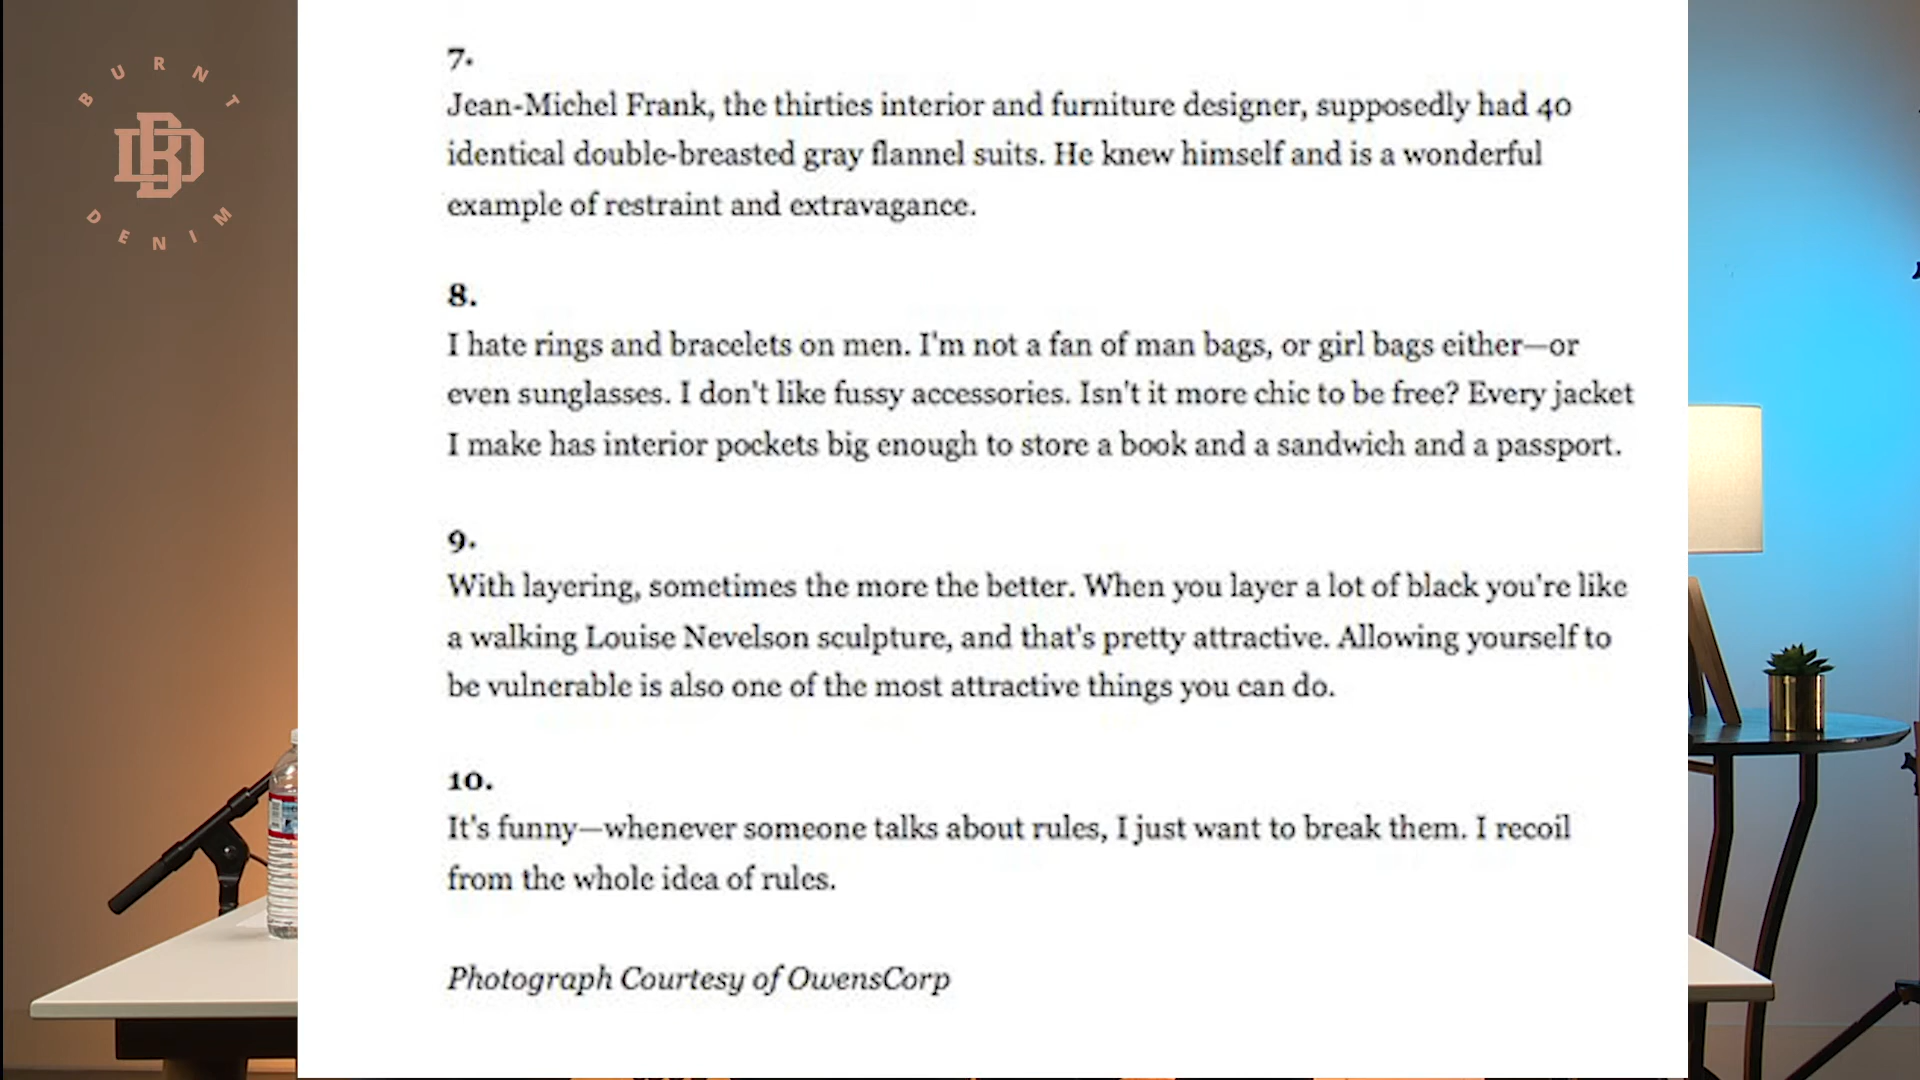 BURNT
BD
DENIM
7.
Jean-Michel Frank, the thirties interior and furniture designer, supposedly had 40
identical double-breasted gray flannel suits. He knew himself and is a wonderful
example of restraint and extravagance.
8.
I hate rings and bracelets on men. I'm not a fan of man bags, or girl bags either—or
even sunglasses. I don't like fussy accessories. Isn't it more chic to be free? Every jacket
I make has interior pockets big enough to store a book and a sandwich and a passport.
9.
With layering, sometimes the more the better. When you layer a lot of black you're like
a walking Louise Nevelson sculpture, and that's pretty attractive. Allowing yourself to
be vulnerable is also one of the most attractive things you can do.
10.
It's funny—whenever someone talks about rules, I just want to break them. I recoil
from the whole idea of rules.
Photograph Courtesy of OwensCorp